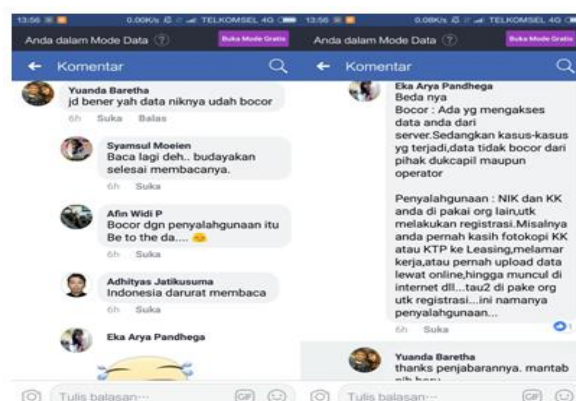 13:56
0.00K/s
TELKOMSEL 4G
Anda dalam Mode Data
Buka Mode Gratis
Komentar
Yuanda Baretha
jd bener yah data niknya udah bocor
6h Suka Balas
Syamsul Moeien
Baca lagi deh.. budayakan
selesai membacanya.
6h Suka
Afin Widi P
Bocor dgn penyalahgunaan itu
Be to the da....
6h Suka
Adhityas Jatikusuma
Indonesia darurat membaca
6h Suka
Eka Arya Pandhega
Tulis balasan...
GIF
13:56
0.08K/s
TELKOMSEL 4G
Anda dalam Mode Data
Buka Mode Gratis
Komentar
Eka Arya Pandhega
Beda nya
Bocor : Ada yg mengakses
data anda dari
server.Sedangkan kasus-kasus
yg terjadi,data tidak bocor dari
pihak dukcapil maupun
operator
Penyalahgunaan : NIK dan KK
anda di pakai org lain,utk
melakukan registrasi.Misalnya
anda pernah kasih fotokopi KK
atau KTP ke Leasing,melamar
kerja,atau pernah upload data
lewat online,hingga muncul di
internet dll...tau2 di pake org
utk registrasi...ini namanya
penyalahgunaan...
6h Suka
1
Yuanda Baretha
thanks penjabarannya. mantab
Tulis balasan...
GIF